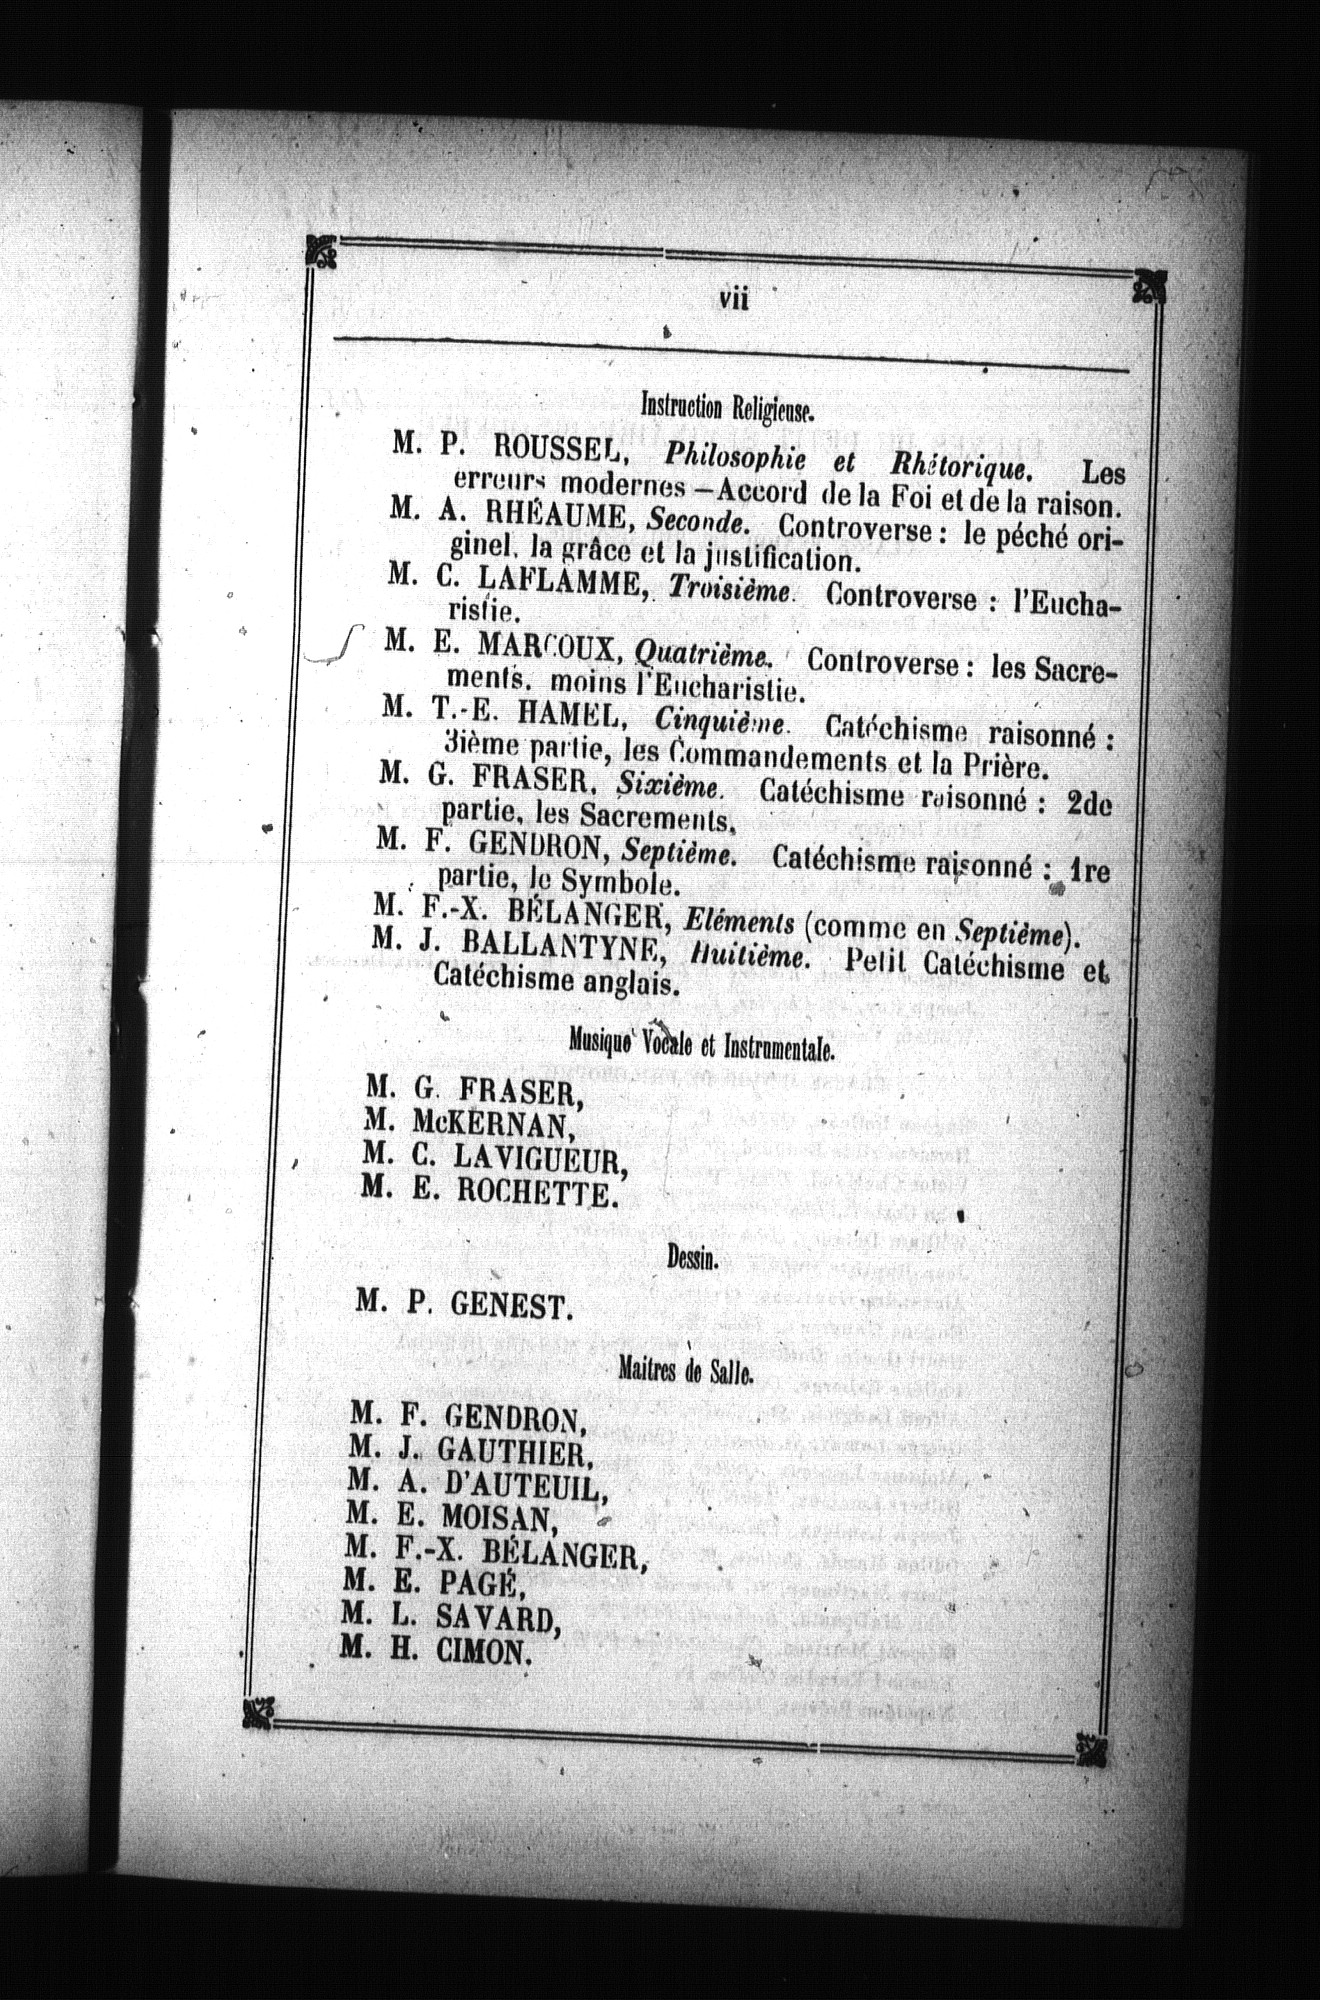 vii
Instruction Religieuse.
M. P. ROUSSEL, Philosophie et Rhétorique. Les
erreurs modernes—Accord de la Foi et de la raison.
M. A. RHÉAUME, Seconde. Controverse : le péché ori-
ginel, la grâce et la justification.
M. C. LAFLAMME, Troisième. Controverse : l'Eucha-
ristie.
M. E. MARCOUX, Quatrième. Controverse : les Sacre-
ments, moins l'Eucharistie.
M. T.-E. HAMEL, Cinquième. Catéchisme raisonné :
3ième partie, les Commandements et la Prière.
M. G. FRASER, Sixième. Catéchisme raisonné : 2de
partie, les Sacrements.
M. F. GENDRON, Septième. Catéchisme raisonné : 1re
partie, le Symbole.
M. F.-X. BÉLANGER, Eléments (comme en Septième).
M. J. BALLANTYNE, Huitième. Petit Catéchisme et
Catéchisme anglais.
Musique Vocale et Instrumentale.
M. G. FRASER,
M. McKERNAN,
M. C. LAVIGUEUR,
M. E. ROCHETTE.
Dessin.
M. P. GENEST.
Maitres de Salle.
M. F. GENDRON,
M. J. GAUTHIER,
M. A. D'AUTEUIL,
M. E. MOISAN,
M. F.-X. BÉLANGER,
M. E. PAGÉ,
M. L. SAVARD,
M. H. CIMON.